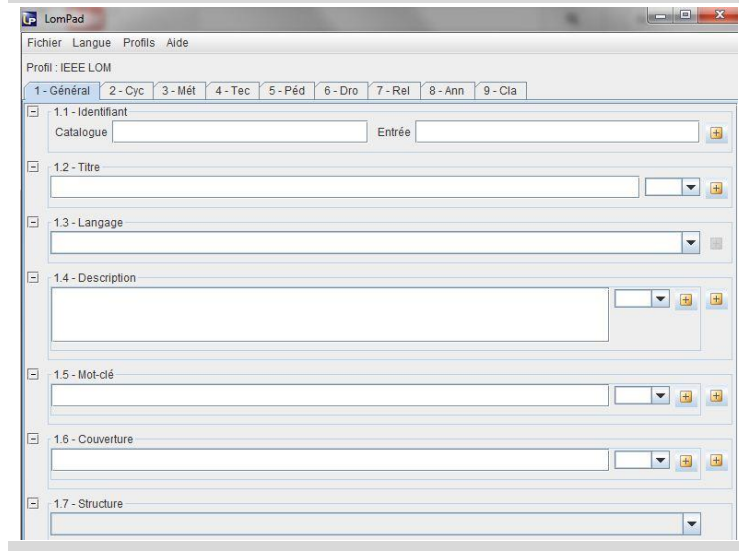 LP LomPad
Fichier Langue Profils Aide
Profil : IEEE LOM
1 - Général 2 - Cyc 3 - Mét 4 - Tec 5 - Péd 6 - Dro 7 - Rel 8 - Ann 9 - Cla
1.1 - Identifiant
Catalogue Entrée
1.2 - Titre
1.3 - Langage
1.4 - Description
1.5 - Mot-clé
1.6 - Couverture
1.7 - Structure